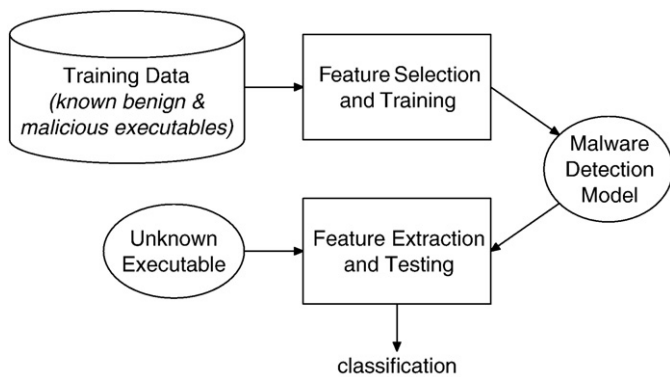 Training Data
(known benign &
malicious executables)
Feature Selection
and Training
Malware
Detection
Model
Unknown
Executable
Feature Extraction
and Testing
classification